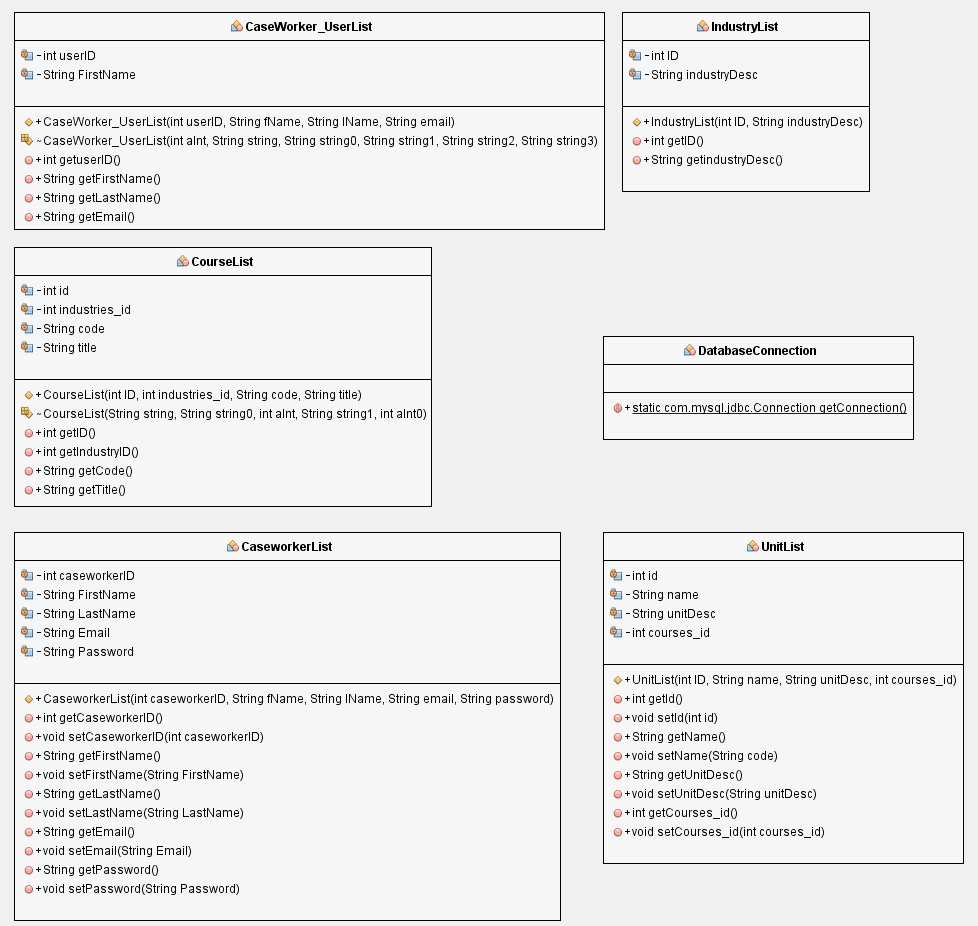 CaseWorker_UserList
-int userID
-String FirstName
+CaseWorker_UserList(int userID, String fName, String lName, String email)
~CaseWorker_UserList(int aInt, String string, String string0, String string1, String string2, String string3)
+int getuserID()
+String getFirstName()
+String getLastName()
+String getEmail()
IndustryList
-int ID
-String industryDesc
+IndustryList(int ID, String industryDesc)
+int getID()
+String getindustryDesc()
CourseList
-int id
-int industries_id
-String code
-String title
+CourseList(int ID, int industries_id, String code, String title)
~CourseList(String string, String string0, int aInt, String string1, int aInt0)
+int getID()
+int getIndustryID()
+String getCode()
+String getTitle()
DatabaseConnection
+static com.mysql.jdbc.Connection getConnection()
CaseworkerList
-int caseworkerID
-String FirstName
-String LastName
-String Email
-String Password
+CaseworkerList(int caseworkerID, String fName, String lName, String email, String password)
+int getCaseworkerID()
+void setCaseworkerID(int caseworkerID)
+String getFirstName()
+void setFirstName(String FirstName)
+String getLastName()
+void setLastName(String LastName)
+String getEmail()
+void setEmail(String Email)
+String getPassword()
+void setPassword(String Password)
UnitList
-int id
-String name
-String unitDesc
-int courses_id
+UnitList(int ID, String name, String unitDesc, int courses_id)
+int getId()
+void setId(int id)
+String getName()
+void setName(String code)
+String getUnitDesc()
+void setUnitDesc(String unitDesc)
+int getCourses_id()
+void setCourses_id(int courses_id)